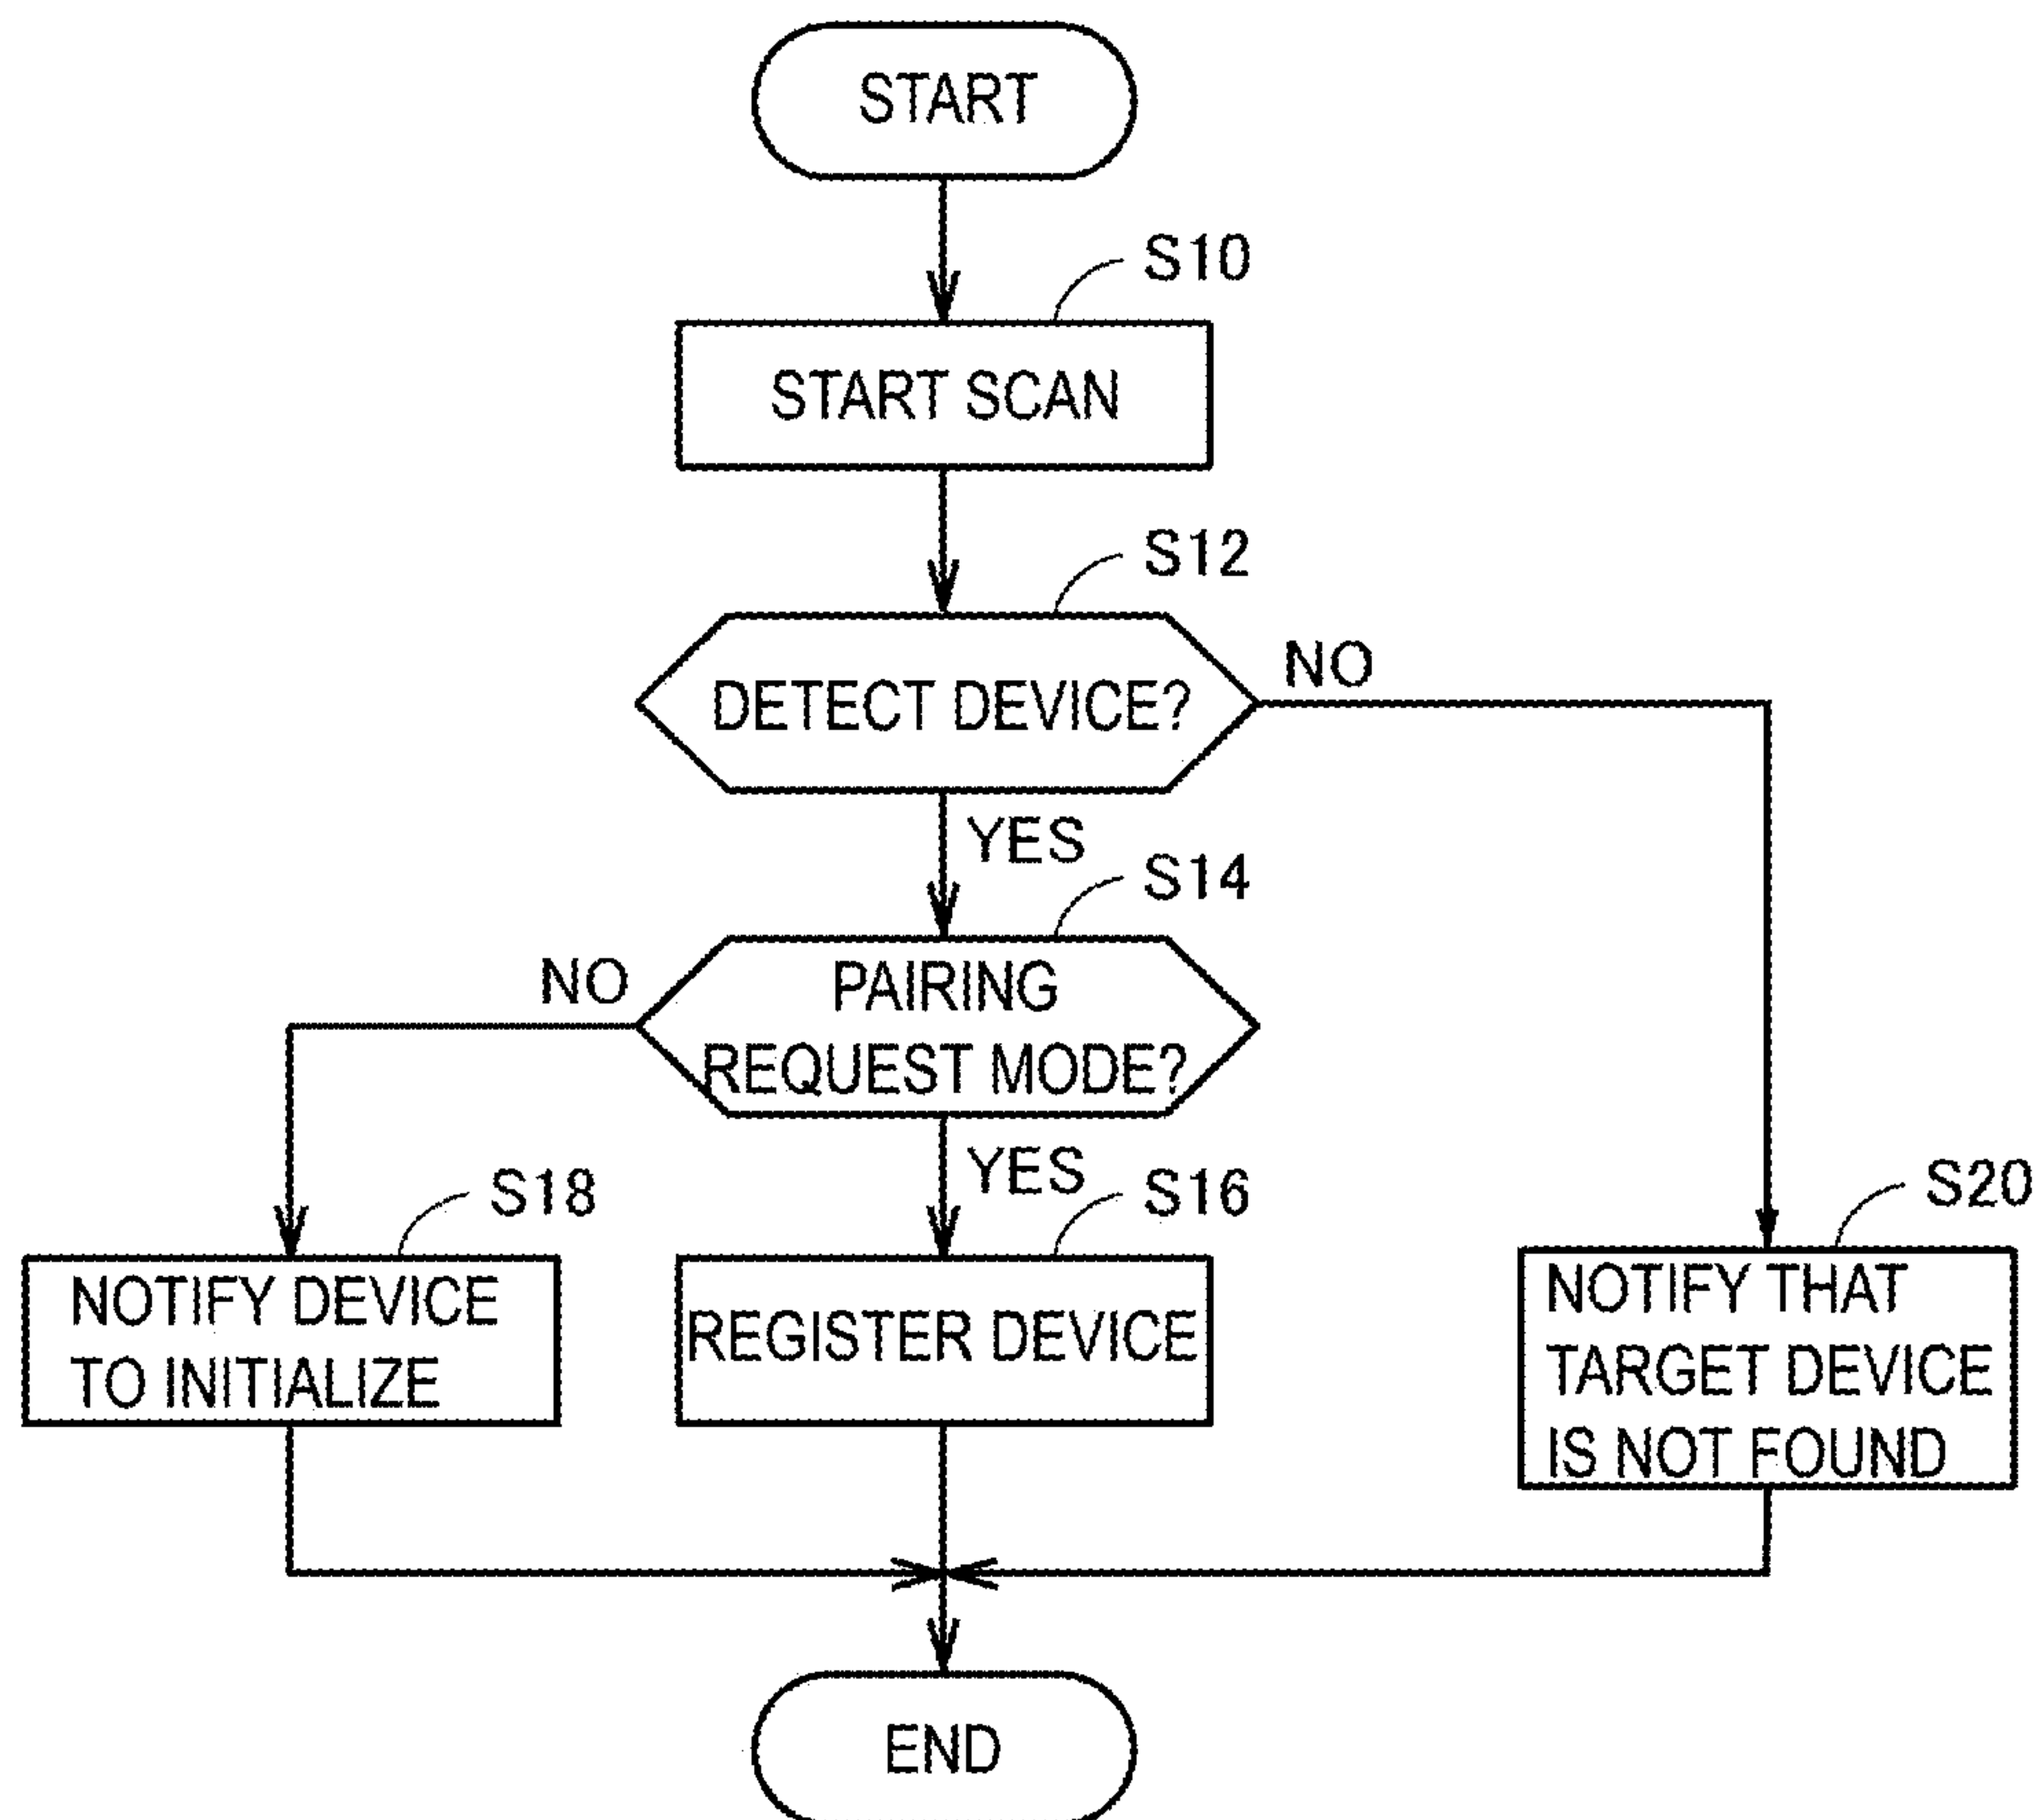 START
S10
START SCAN
S12
DETECT DEVICE?
NO
YES
S14
PAIRING
REQUEST MODE?
NO
YES
S18
NOTIFY DEVICE
TO INITIALIZE
S16
REGISTER DEVICE
S20
NOTIFY THAT
TARGET DEVICE
IS NOT FOUND
END